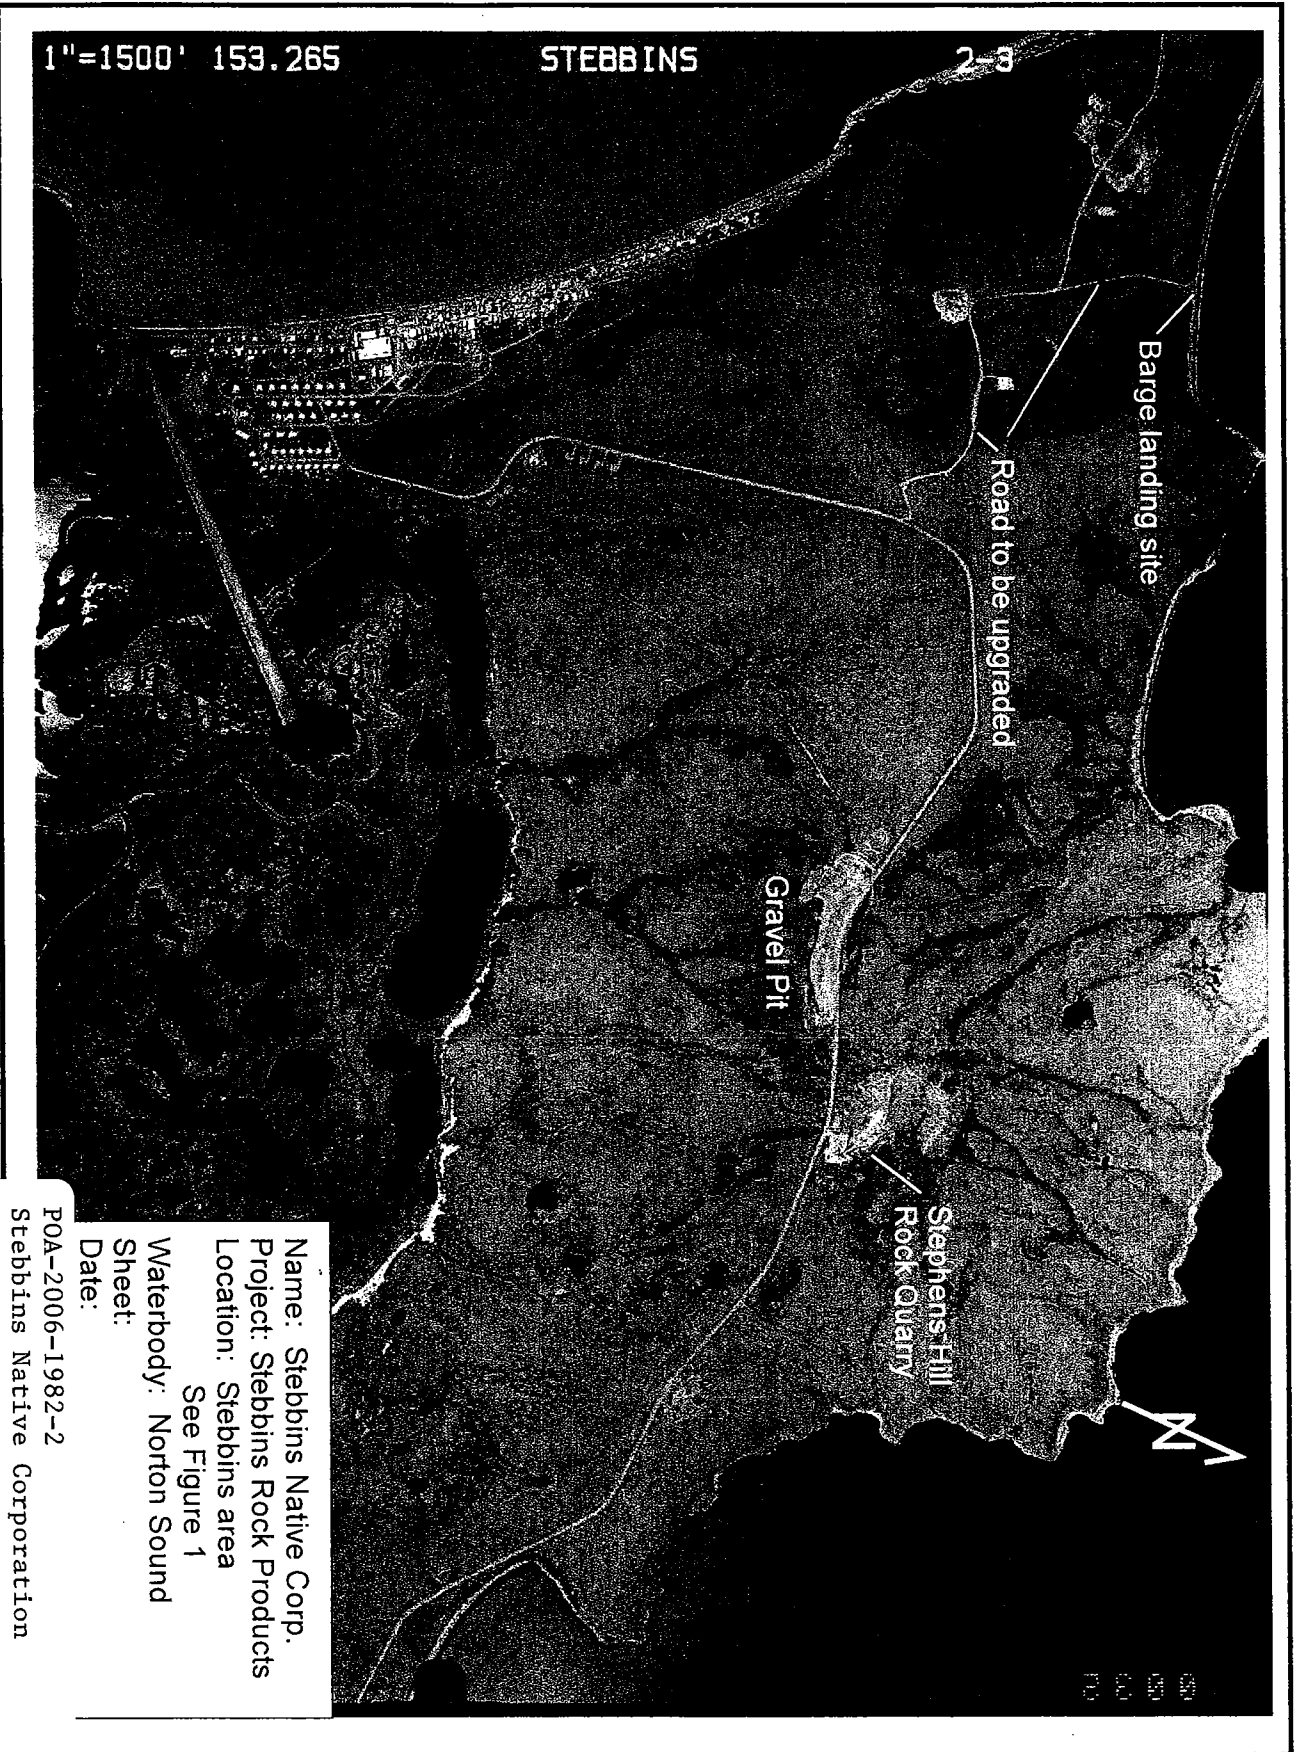 1"=1500' 153.265
STEBBINS
2-3
Barge landing site
Road to be upgraded
Gravel Pit
Stephens Hill
Rock Quarry
N
0032
Name: Stebbins Native Corp.
Project: Stebbins Rock Products
Location: Stebbins area
See Figure 1
Waterbody: Norton Sound
Sheet:
Date:
POA-2006-1982-2
Stebbins Native Corporation